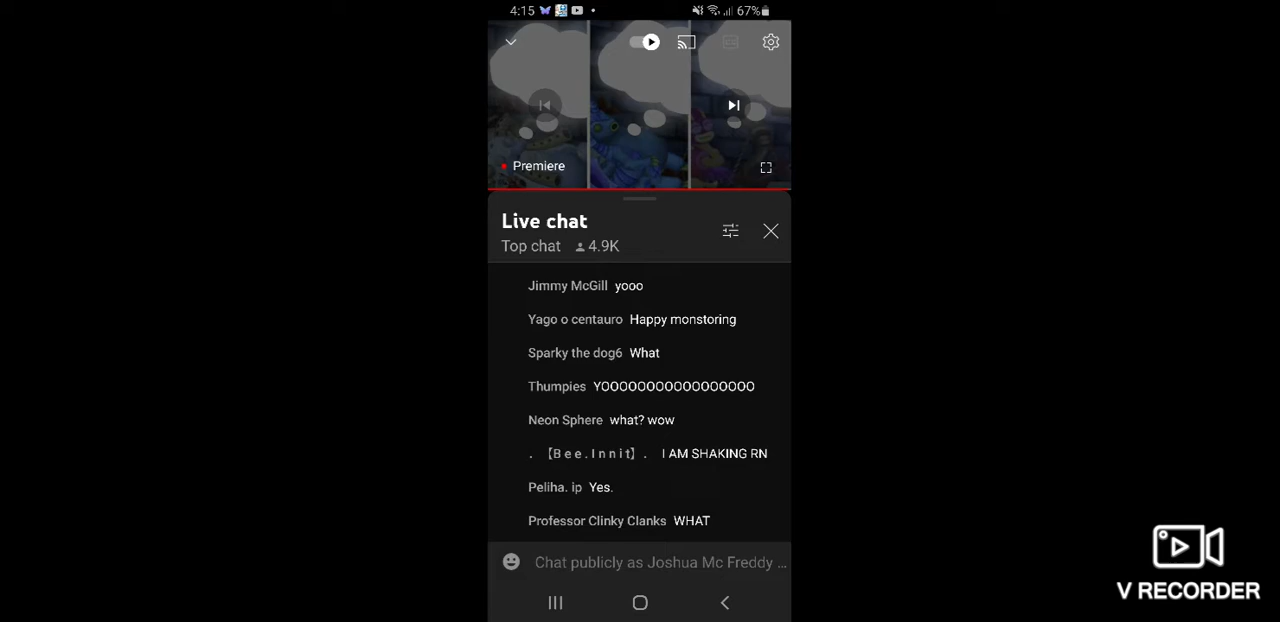 4:15 67%
Premiere
Live chat
Top chat 4.9K
Jimmy McGill yooo
Yago o centauro Happy monstoring
Sparky the dog6 What
Thumpies YOOOOOOOOOOOOOOOOO
Neon Sphere what? wow
. 【B e e . I n n i t】 . I AM SHAKING RN
Peliha. ip Yes.
Professor Clinky Clanks WHAT
Chat publicly as Joshua Mc Freddy ...
V RECORDER